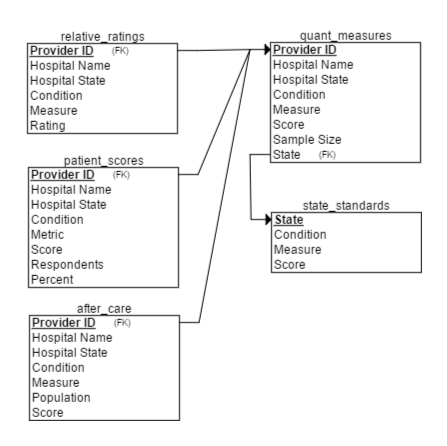 relative_ratings
Provider ID (FK)
Hospital Name
Hospital State
Condition
Measure
Rating
patient_scores
Provider ID (FK)
Hospital Name
Hospital State
Condition
Metric
Score
Respondents
Percent
after_care
Provider ID (FK)
Hospital Name
Hospital State
Condition
Measure
Population
Score
quant_measures
Provider ID
Hospital Name
Hospital State
Condition
Measure
Score
Sample Size
State (FK)
state_standards
State
Condition
Measure
Score